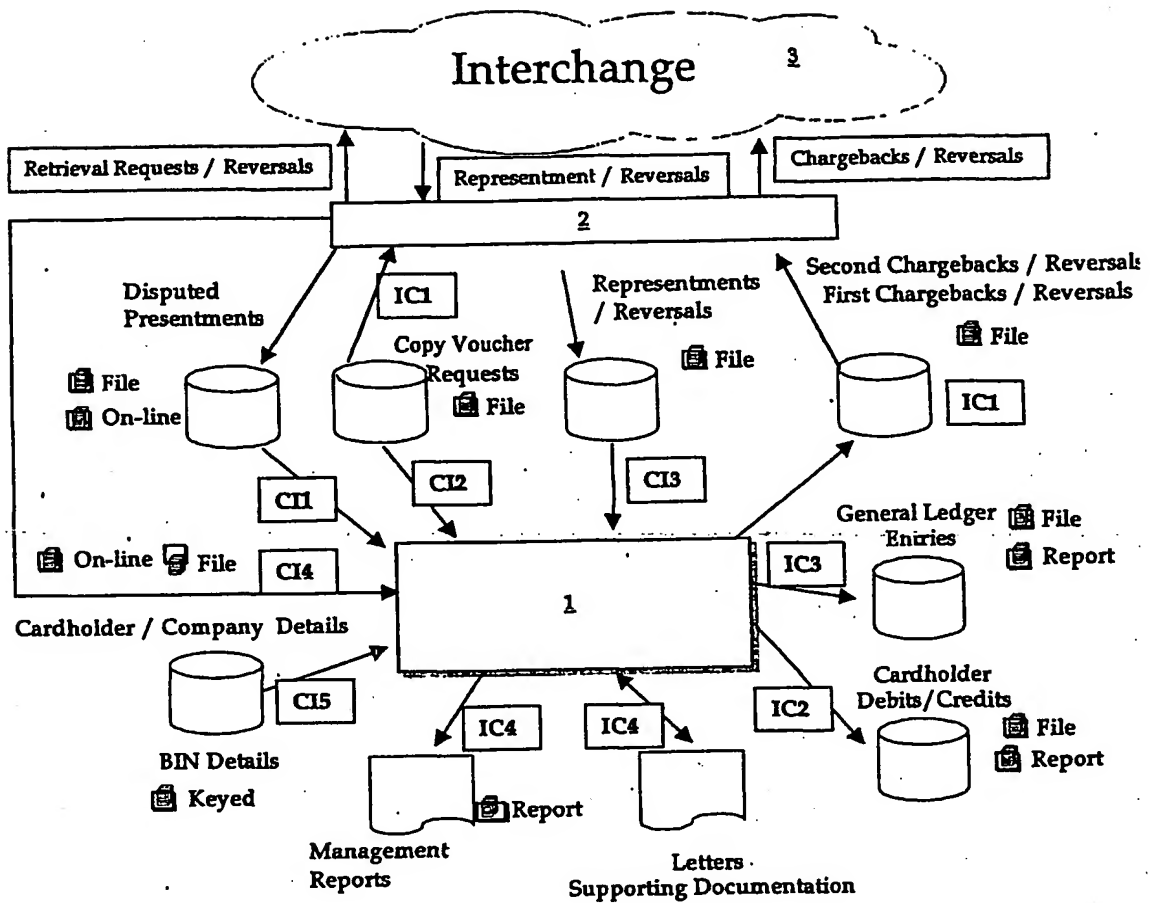 Interchange
3
Retrieval Requests / Reversals
Representment / Reversals
Chargebacks / Reversals
2
Disputed
Presentments
File
On-line
IC1
Copy Voucher
Requests
File
Representments
/ Reversals
File
Second Chargebacks / Reversals
First Chargebacks / Reversals
File
IC1
CI1
CI2
CI3
On-line
File
CI4
1
General Ledger
Entries
File
Report
IC3
Cardholder / Company Details
CI5
BIN Details
Keyed
IC4
IC4
IC2
Cardholder
Debits/Credits
File
Report
Report
Management
Reports
Letters
Supporting Documentation